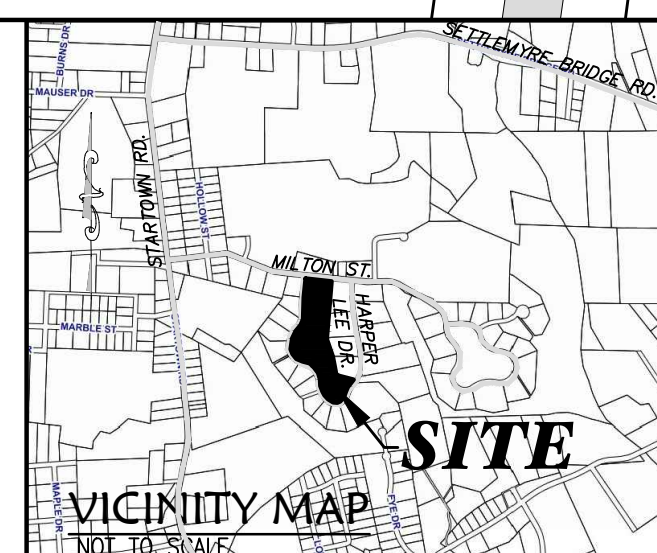 SETTLEMYRE BRIDGE RD.
BURNS DR
MAUSER DR
STARTOWN RD.
HOLLOW ST
MILTON ST.
HARPER
LEE DR.
MARBLE ST
SITE
MAPLE DR
VICINITY MAP
NOT TO SCALE